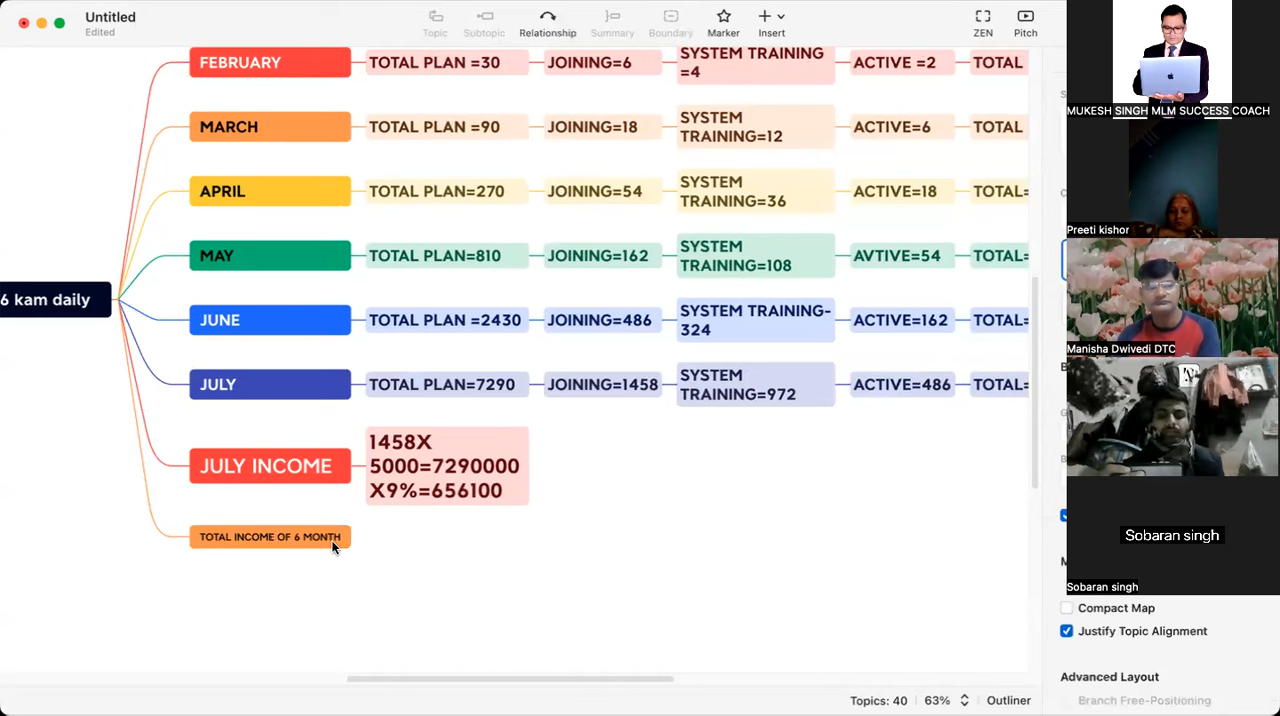 Untitled
Edited
Topic
Subtopic
Relationship
Summary
Boundary
Marker
Insert
ZEN
Pitch
6 kam daily
FEBRUARY
TOTAL PLAN =30
JOINING=6
SYSTEM TRAINING
=4
ACTIVE =2
TOTAL
MARCH
TOTAL PLAN =90
JOINING=18
SYSTEM
TRAINING=12
ACTIVE=6
TOTAL
APRIL
TOTAL PLAN=270
JOINING=54
SYSTEM
TRAINING=36
ACTIVE=18
TOTAL=
MAY
TOTAL PLAN=810
JOINING=162
SYSTEM
TRAINING=108
AVTIVE=54
TOTAL=
JUNE
TOTAL PLAN =2430
JOINING=486
SYSTEM TRAINING-
324
ACTIVE=162
TOTAL=
JULY
TOTAL PLAN=7290
JOINING=1458
SYSTEM
TRAINING=972
ACTIVE=486
TOTAL=
JULY INCOME
1458X
5000=7290000
X9%=656100
TOTAL INCOME OF 6 MONTH
MUKESH SINGH MLM SUCCESS COACH
Preeti kishor
Manisha Dwivedi DTC
Sobaran singh
Sobaran singh
Compact Map
Justify Topic Alignment
Advanced Layout
Branch Free-Positioning
Topics: 40
63%
Outliner